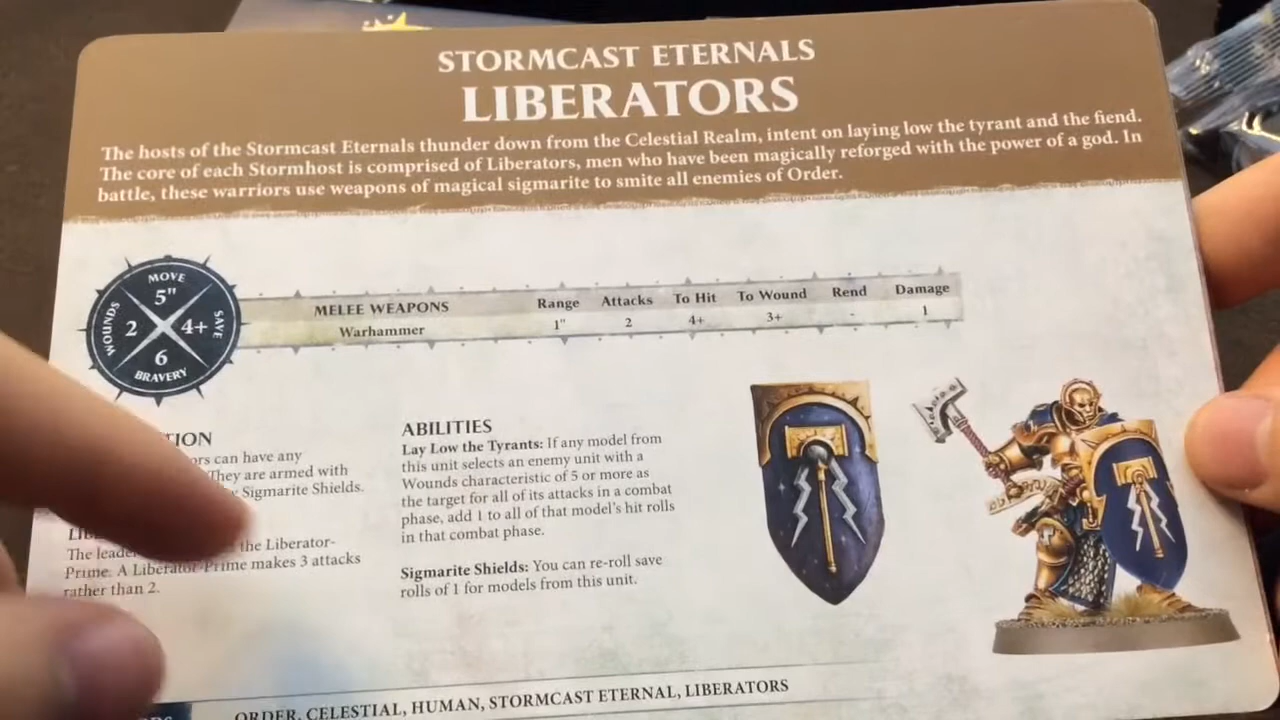 STORMCAST ETERNALS
LIBERATORS
The hosts of the Stormcast Eternals thunder down from the Celestial Realm, intent on laying low the tyrant and the fiend.
The core of each Stormhost is comprised of Liberators, men who have been magically reforged with the power of a god. In
battle, these warriors use weapons of magical sigmarite to smite all enemies of Order.
MOVE
5"
WOUNDS
2
4+
SAVE
6
BRAVERY
MELEE WEAPONS Range Attacks To Hit To Wound Rend Damage
Warhammer 1" 2 4+ 3+ - 1
can have any
They are armed with
Sigmarite Shields.
The the Liberator-
Prime. A Liberator-Prime makes 3 attacks
rather than 2.
ABILITIES
Lay Low the Tyrants: If any model from
this unit selects an enemy unit with a
Wounds characteristic of 5 or more as
the target for all of its attacks in a combat
phase, add 1 to all of that model's hit rolls
in that combat phase.
Sigmarite Shields: You can re-roll save
rolls of 1 for models from this unit.
ORDER, CELESTIAL, HUMAN, STORMCAST ETERNAL, LIBERATORS